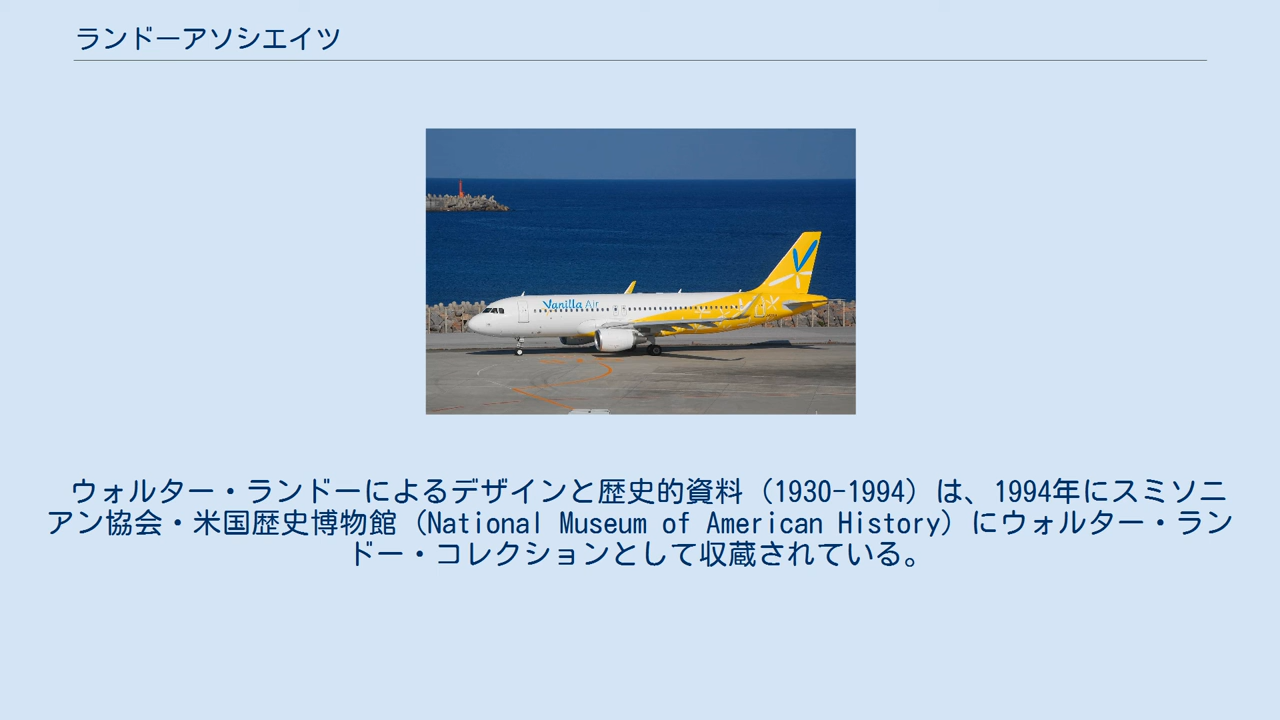 ランドーアソシエイツ
Vanilla Air
ウォルター・ランドーによるデザインと歴史的資料（1930-1994）は、1994年にスミソニ
アン協会・米国歴史博物館（National Museum of American History）にウォルター・ラン
ドー・コレクションとして収蔵されている。